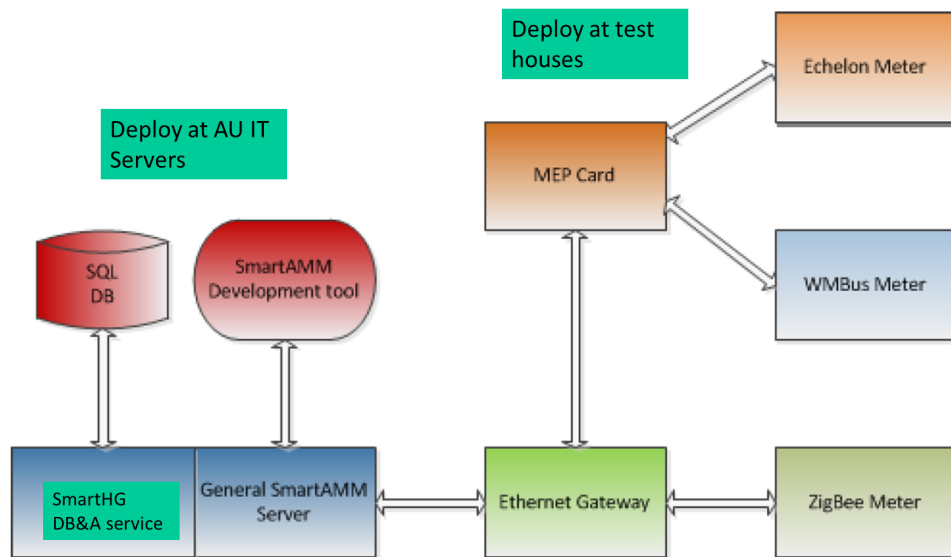 Deploy at test
houses
Echelon Meter
Deploy at AU IT
Servers
MEP Card
SQL
DB
SmartAMM
Development tool
WMBus Meter
SmartHG
DB&A service
General SmartAMM
Server
Ethernet Gateway
ZigBee Meter